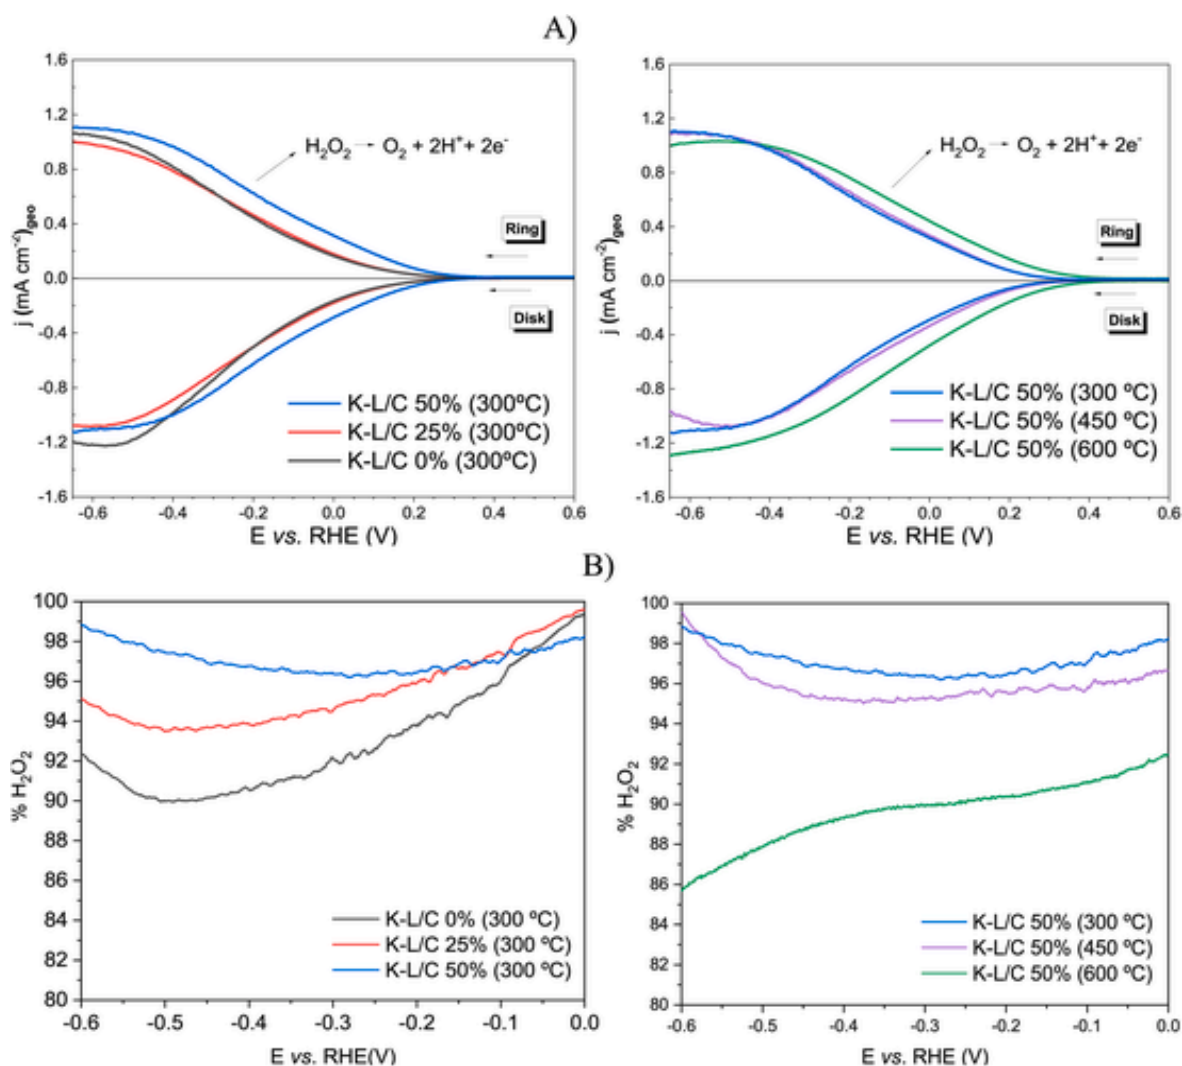 A)
1.6
1.2
0.8
0.4
0.0
-0.4
-0.8
-1.2
-1.6
j (mA cm⁻²)geo
H₂O₂ → O₂ + 2H⁺+ 2e⁻
Ring
Disk
K-L/C 50% (300ºC)
K-L/C 25% (300ºC)
K-L/C 0% (300ºC)
-0.6 -0.4 -0.2 0.0 0.2 0.4 0.6
E vs. RHE (V)
1.6
1.2
0.8
0.4
0.0
-0.4
-0.8
-1.2
-1.6
j (mA cm⁻²)geo
H₂O₂ → O₂ + 2H⁺+ 2e⁻
Ring
Disk
K-L/C 50% (300 ºC)
K-L/C 50% (450 ºC)
K-L/C 50% (600 ºC)
-0.6 -0.4 -0.2 0.0 0.2 0.4 0.6
E vs. RHE (V)
B)
100
98
96
94
92
90
88
86
84
82
80
% H₂O₂
K-L/C 0% (300 ºC)
K-L/C 25% (300 ºC)
K-L/C 50% (300 ºC)
-0.6 -0.5 -0.4 -0.3 -0.2 -0.1 0.0
E vs. RHE(V)
100
98
96
94
92
90
88
86
84
82
80
% H₂O₂
K-L/C 50% (300 ºC)
K-L/C 50% (450 ºC)
K-L/C 50% (600 ºC)
-0.6 -0.5 -0.4 -0.3 -0.2 -0.1 0.0
E vs. RHE (V)